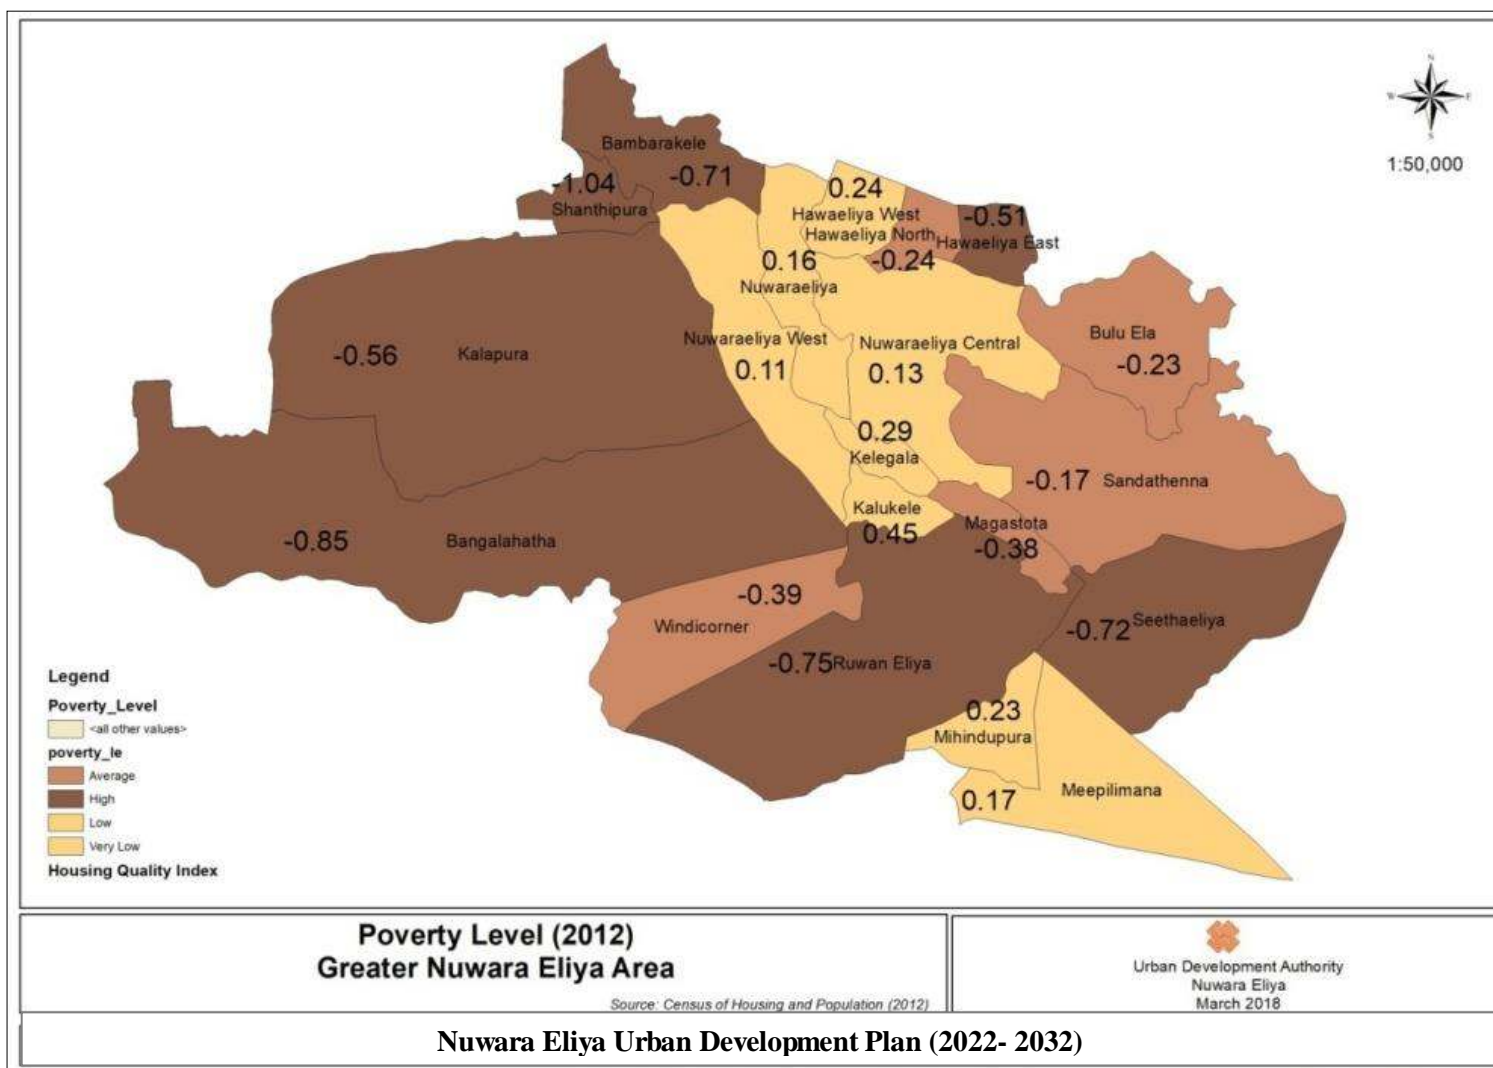 N
W E
S
1:50,000
Bambarakele
-0.71
-1.04
Shanthipura
0.24
Hawaeliya West
Hawaeliya North
-0.24
-0.51
Hawaeliya East
0.16
Nuwaraeliya
Nuwaraeliya West
0.11
Nuwaraeliya Central
0.13
Bulu Ela
-0.23
-0.56
Kalapura
0.29
Kelegala
-0.17
Sandathenna
Kalukele
0.45
Magastota
-0.38
-0.85
Bangalahatha
-0.39
Windicorner
-0.72
Seethaeliya
-0.75
Ruwan Eliya
0.23
Mihindupura
0.17
Meepilimana
Legend
Poverty_Level
<all other values>
poverty_le
Average
High
Low
Very Low
Housing Quality Index
Poverty Level (2012)
Greater Nuwara Eliya Area
Source: Census of Housing and Population (2012)
Urban Development Authority
Nuwara Eliya
March 2018
Nuwara Eliya Urban Development Plan (2022- 2032)